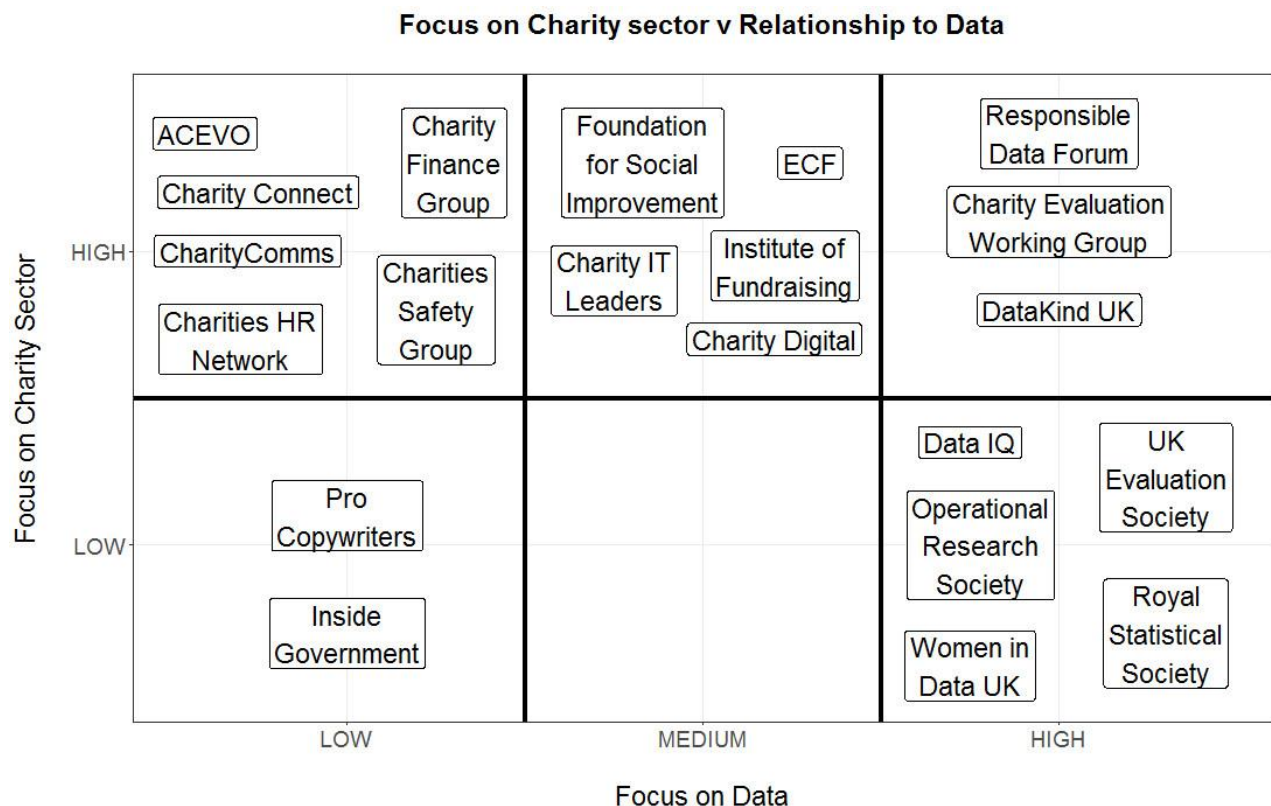 Focus on Charity sector v Relationship to Data
Focus on Charity Sector
HIGH
LOW
ACEVO
Charity Connect
CharityComms
Charities HR
Network
Charity
Finance
Group
Charities
Safety
Group
Foundation
for Social
Improvement
ECF
Charity IT
Leaders
Institute of
Fundraising
Charity Digital
Responsible
Data Forum
Charity Evaluation
Working Group
DataKind UK
Pro
Copywriters
Inside
Government
Data IQ
UK
Evaluation
Society
Operational
Research
Society
Royal
Statistical
Society
Women in
Data UK
LOW
MEDIUM
HIGH
Focus on Data